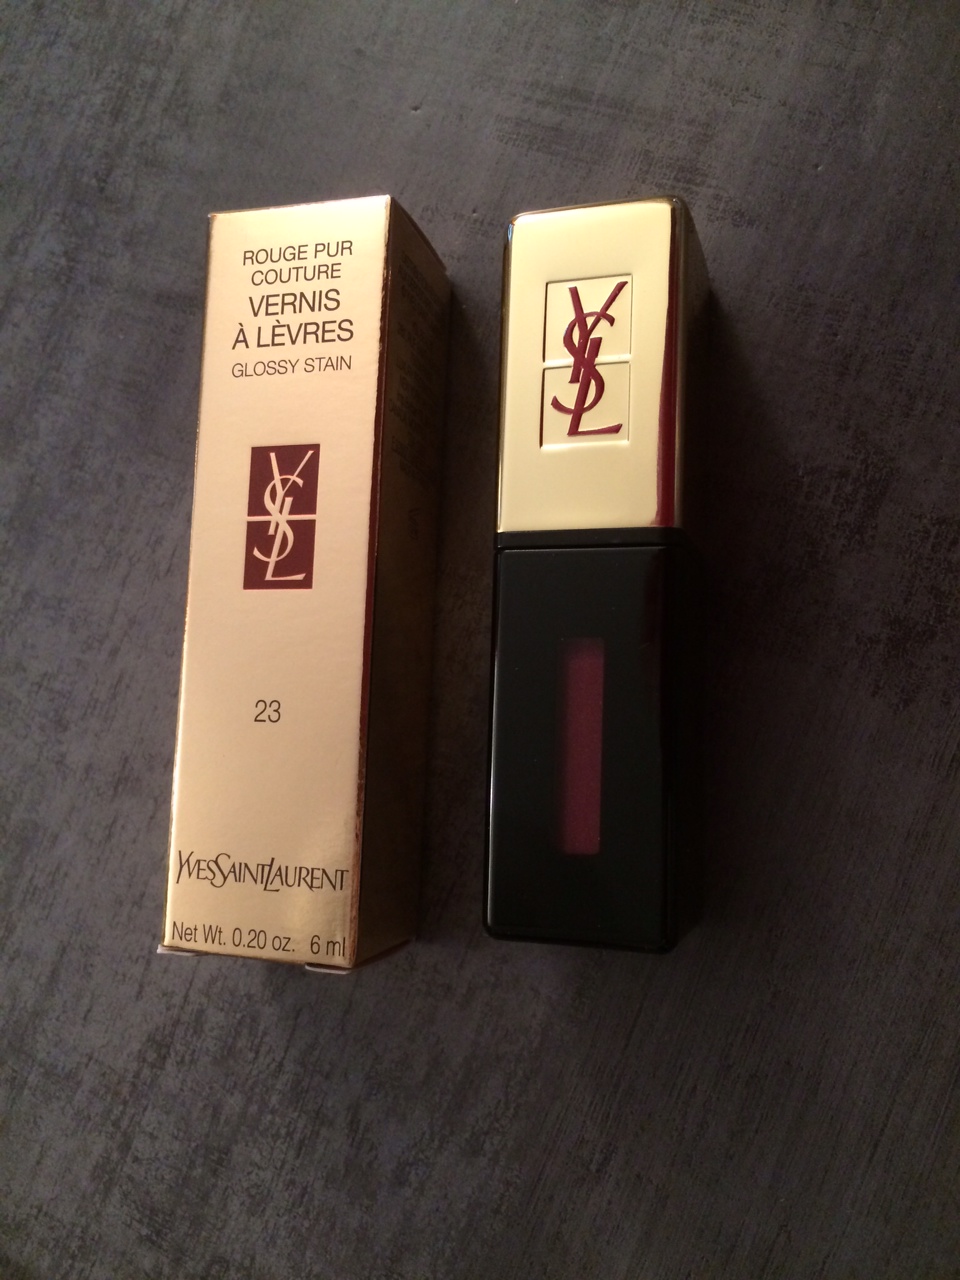 ROUGE PUR
COUTURE
VERNIS
À LÈVRES
GLOSSY STAIN
YSL
23
YVESSAINTLAURENT
Net Wt. 0.20 oz. 6 ml
YSL